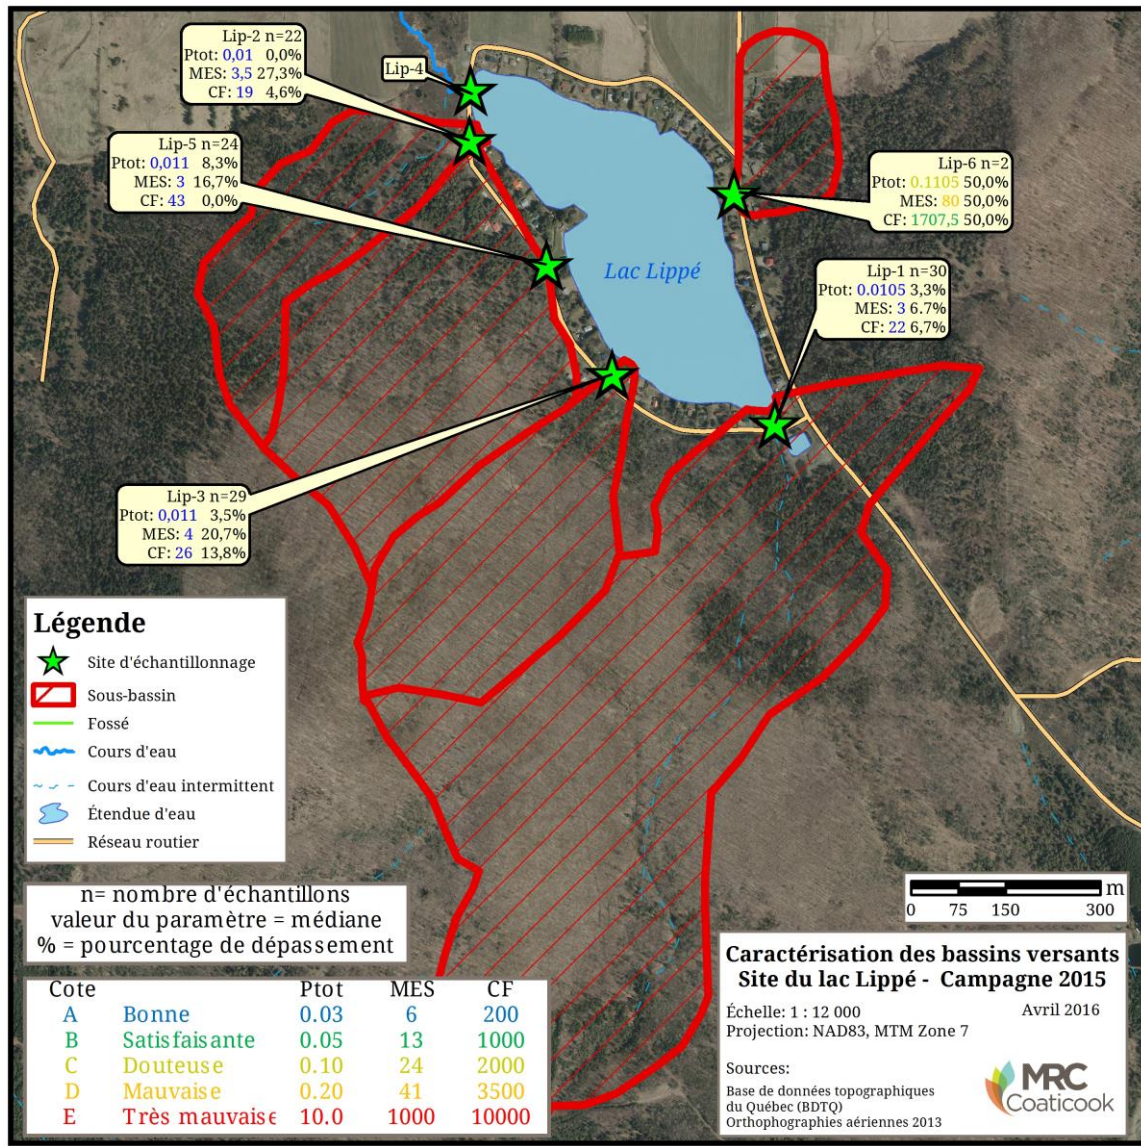 Lip-2 n=22
Ptot: 0,01 0,0%
MES: 3,5 27,3%
CF: 19 4,6%
Lip-4
Lip-5 n=24
Ptot: 0,011 8,3%
MES: 3 16,7%
CF: 43 0,0%
Lip-6 n=2
Ptot: 0.1105 50,0%
MES: 80 50,0%
CF: 1707,5 50,0%
Lac Lippé
Lip-1 n=30
Ptot: 0.0105 3,3%
MES: 3 6.7%
CF: 22 6,7%
Lip-3 n=29
Ptot: 0,011 3,5%
MES: 4 20,7%
CF: 26 13,8%
Légende
Site d'échantillonnage
Sous-bassin
Fossé
Cours d'eau
Cours d'eau intermittent
Étendue d'eau
Réseau routier
n= nombre d'échantillons
valeur du paramètre = médiane
% = pourcentage de dépassement
Cote Ptot MES CF
A Bonne 0.03 6 200
B Satisfaisante 0.05 13 1000
C Douteuse 0.10 24 2000
D Mauvaise 0.20 41 3500
E Très mauvaise 10.0 1000 10000
m
0 75 150 300
Caractérisation des bassins versants
Site du lac Lippé - Campagne 2015
Échelle: 1 : 12 000 Avril 2016
Projection: NAD83, MTM Zone 7
Sources:
Base de données topographiques
du Québec (BDTQ)
Orthophographies aériennes 2013
MRC
Coaticook